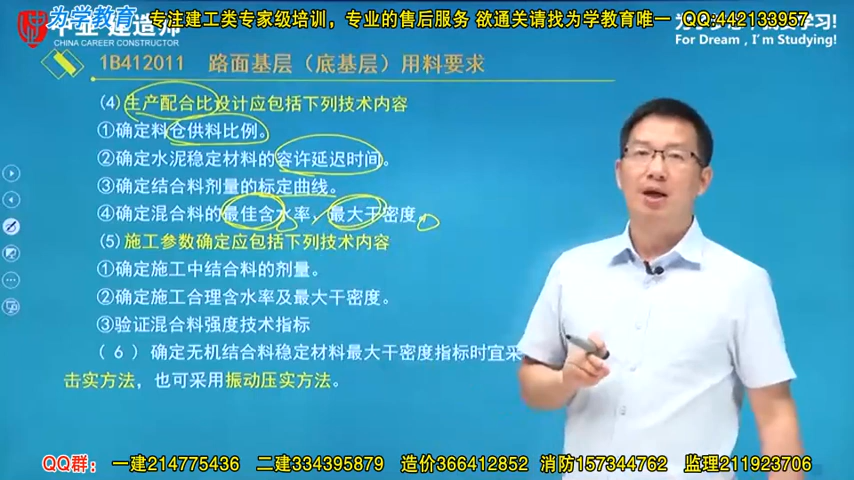 为学教育 专注建工类专家级培训，专业的售后服务 欲通关请找为学教育唯一 QQ:442133957
CHINA CAREER CONSTRUCTOR
For Dream , I'm Studying!
1B412011 路面基层（底基层）用料要求
(4)生产配合比设计应包括下列技术内容
①确定料仓供料比例。
②确定水泥稳定材料的容许延迟时间。
③确定结合料剂量的标定曲线。
④确定混合料的最佳含水率、最大干密度。
(5)施工参数确定应包括下列技术内容
①确定施工中结合料的剂量。
②确定施工合理含水率及最大干密度。
③验证混合料强度技术指标
（6）确定无机结合料稳定材料最大干密度指标时宜采
击实方法，也可采用振动压实方法。
QQ群： 一建214775436 二建334395879 造价366412852 消防157344762 监理211923706